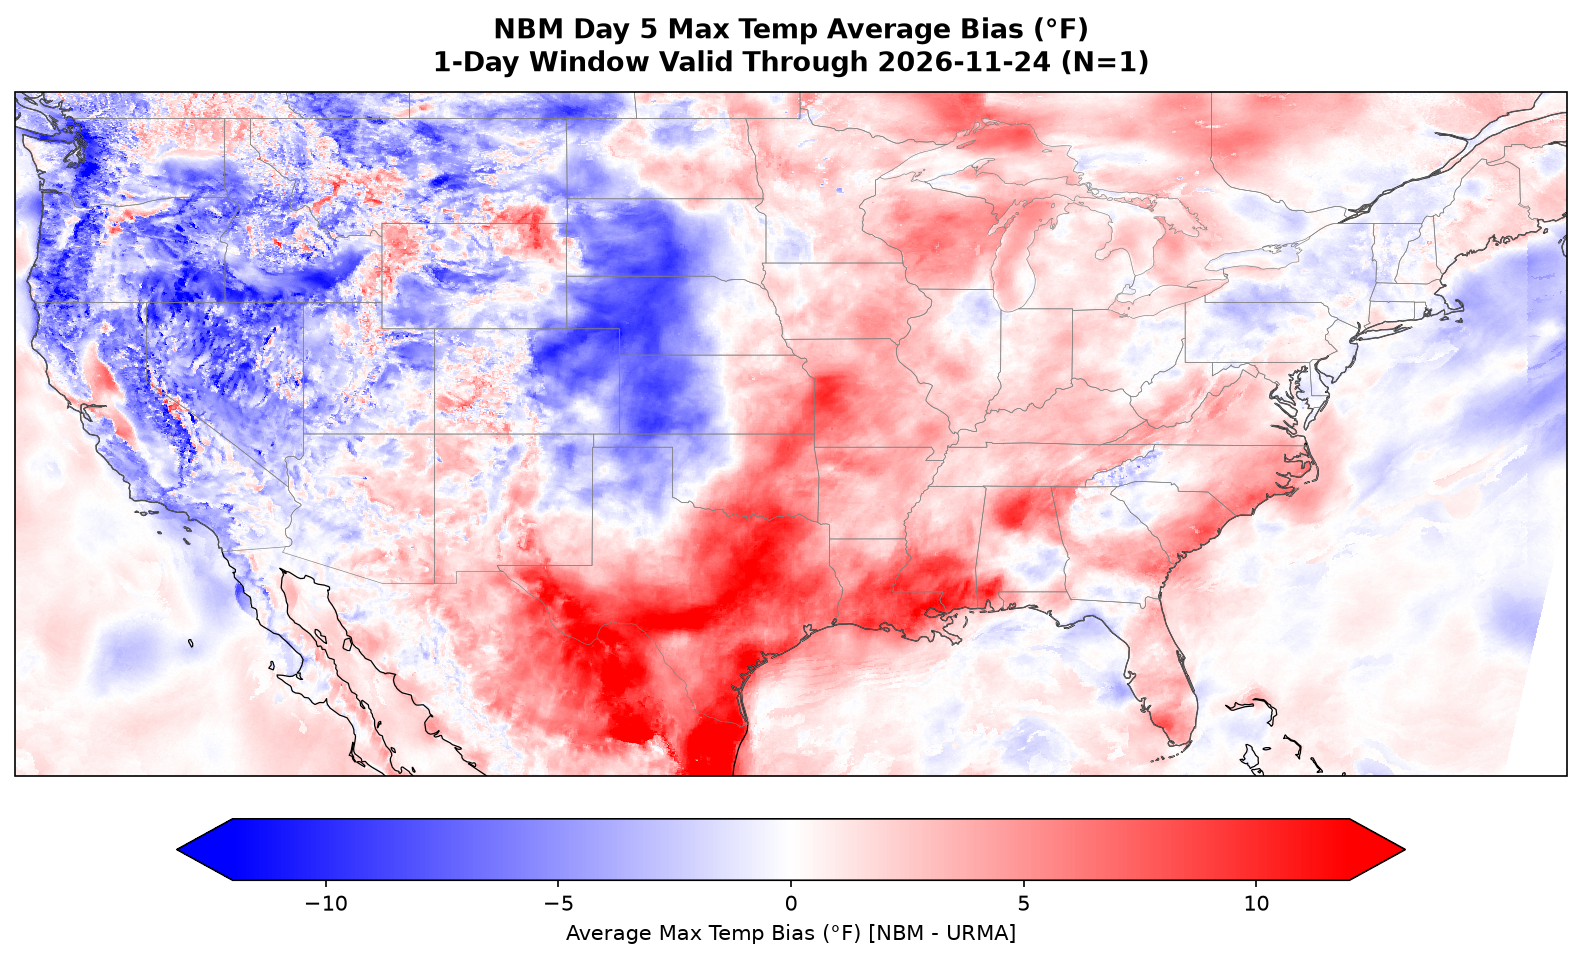 NBM Day 5 Max Temp Average Bias (°F)
1-Day Window Valid Through 2026-11-24 (N=1)
−10 −5 0 5 10
Average Max Temp Bias (°F) [NBM - URMA]